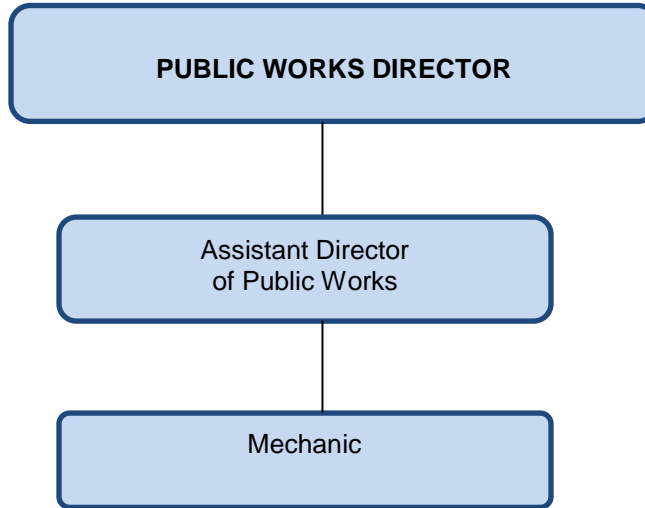 PUBLIC WORKS DIRECTOR
Assistant Director
of Public Works
Mechanic